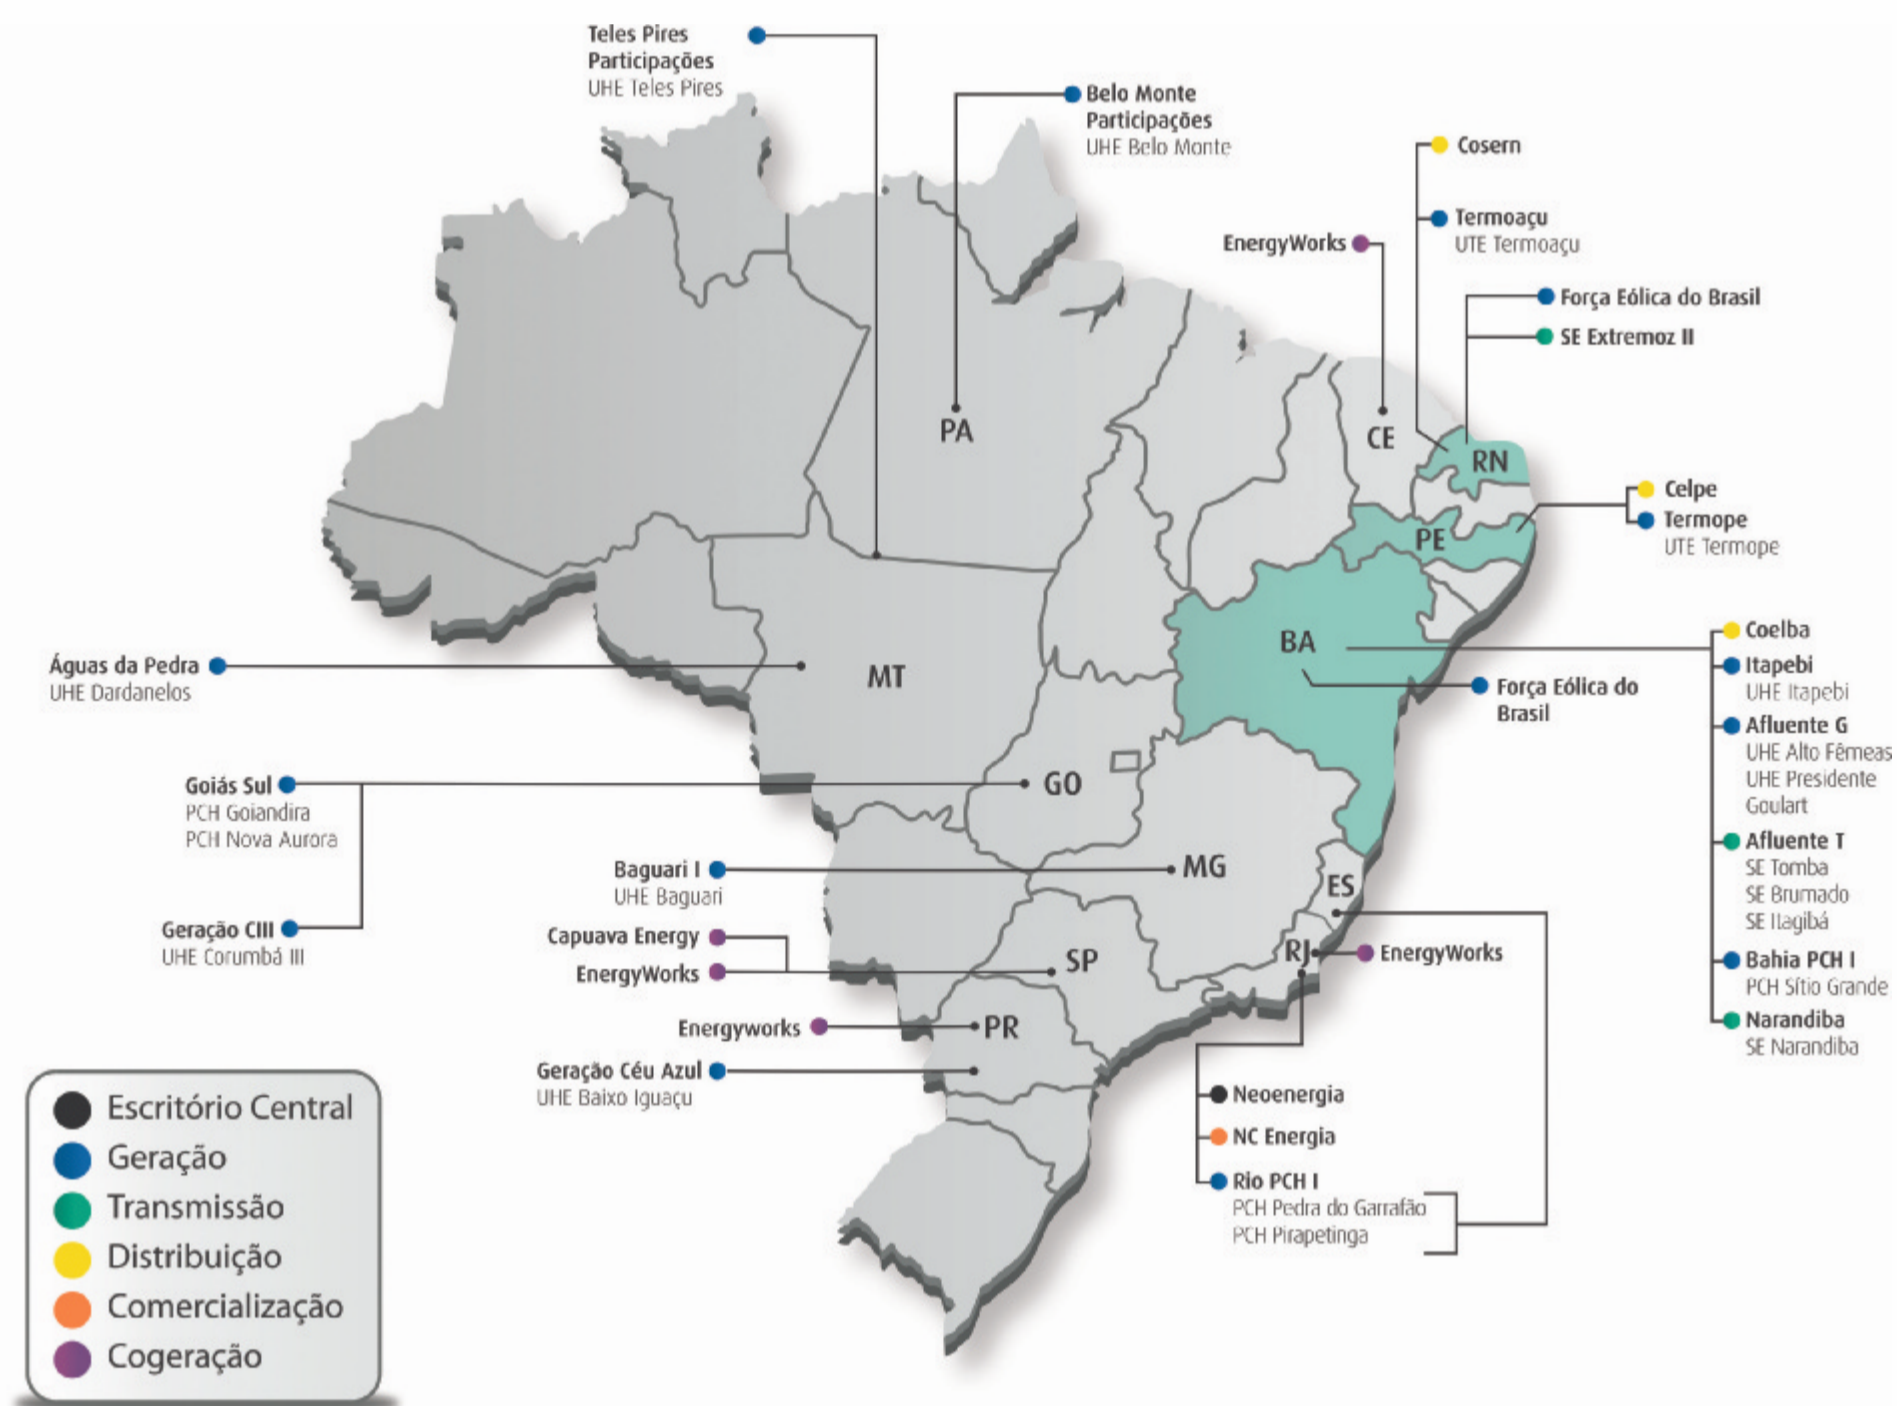 Teles Pires
Participações
UHE Teles Pires
Belo Monte
Participações
UHE Belo Monte
Cosern
Termoaçu
UTE Termoaçu
EnergyWorks
Força Eólica do Brasil
SE Extremoz II
PA
CE
RN
Celpe
Termope
UTE Termope
PE
Coelba
BA
Itapebi
UHE Itapebi
Águas da Pedra
UHE Dardanelos
MT
Força Eólica do
Brasil
Afluente G
UHE Alto Fêmeas
UHE Presidente
Goulart
Goiás Sul
PCH Goiandira
PCH Nova Aurora
GO
Afluente T
SE Tomba
SE Brumado
SE Itagibá
Baguari I
UHE Baguari
MG
ES
Geração CIII
UHE Corumbá III
Capuava Energy
EnergyWorks
SP
RJ
EnergyWorks
Bahia PCH I
PCH Sítio Grande
Energyworks
PR
Narandiba
SE Narandiba
Geração Céu Azul
UHE Baixo Iguaçu
Neoenergia
NC Energia
Rio PCH I
PCH Pedra do Garrafão
PCH Pirapetinga
Escritório Central
Geração
Transmissão
Distribuição
Comercialização
Cogeração